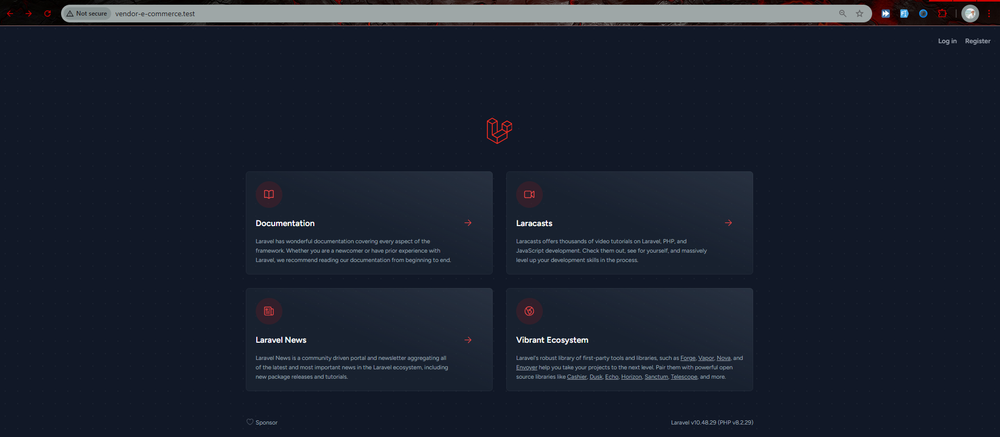 Not secure vendor-e-commerce.test
Log in Register
Documentation
Laravel has wonderful documentation covering every aspect of the
framework. Whether you are a newcomer or have prior experience with
Laravel, we recommend reading our documentation from beginning to end.
Laracasts
Laracasts offers thousands of video tutorials on Laravel, PHP, and
JavaScript development. Check them out, see for yourself, and massively
level up your development skills in the process.
Laravel News
Laravel News is a community driven portal and newsletter aggregating all
of the latest and most important news in the Laravel ecosystem, including
new package releases and tutorials.
Vibrant Ecosystem
Laravel's robust library of first-party tools and libraries, such as Forge, Vapor, Nova, and
Envoyer help you take your projects to the next level. Pair them with powerful open
source libraries like Cashier, Dusk, Echo, Horizon, Sanctum, Telescope, and more.
Sponsor
Laravel v10.48.29 (PHP v8.2.29)